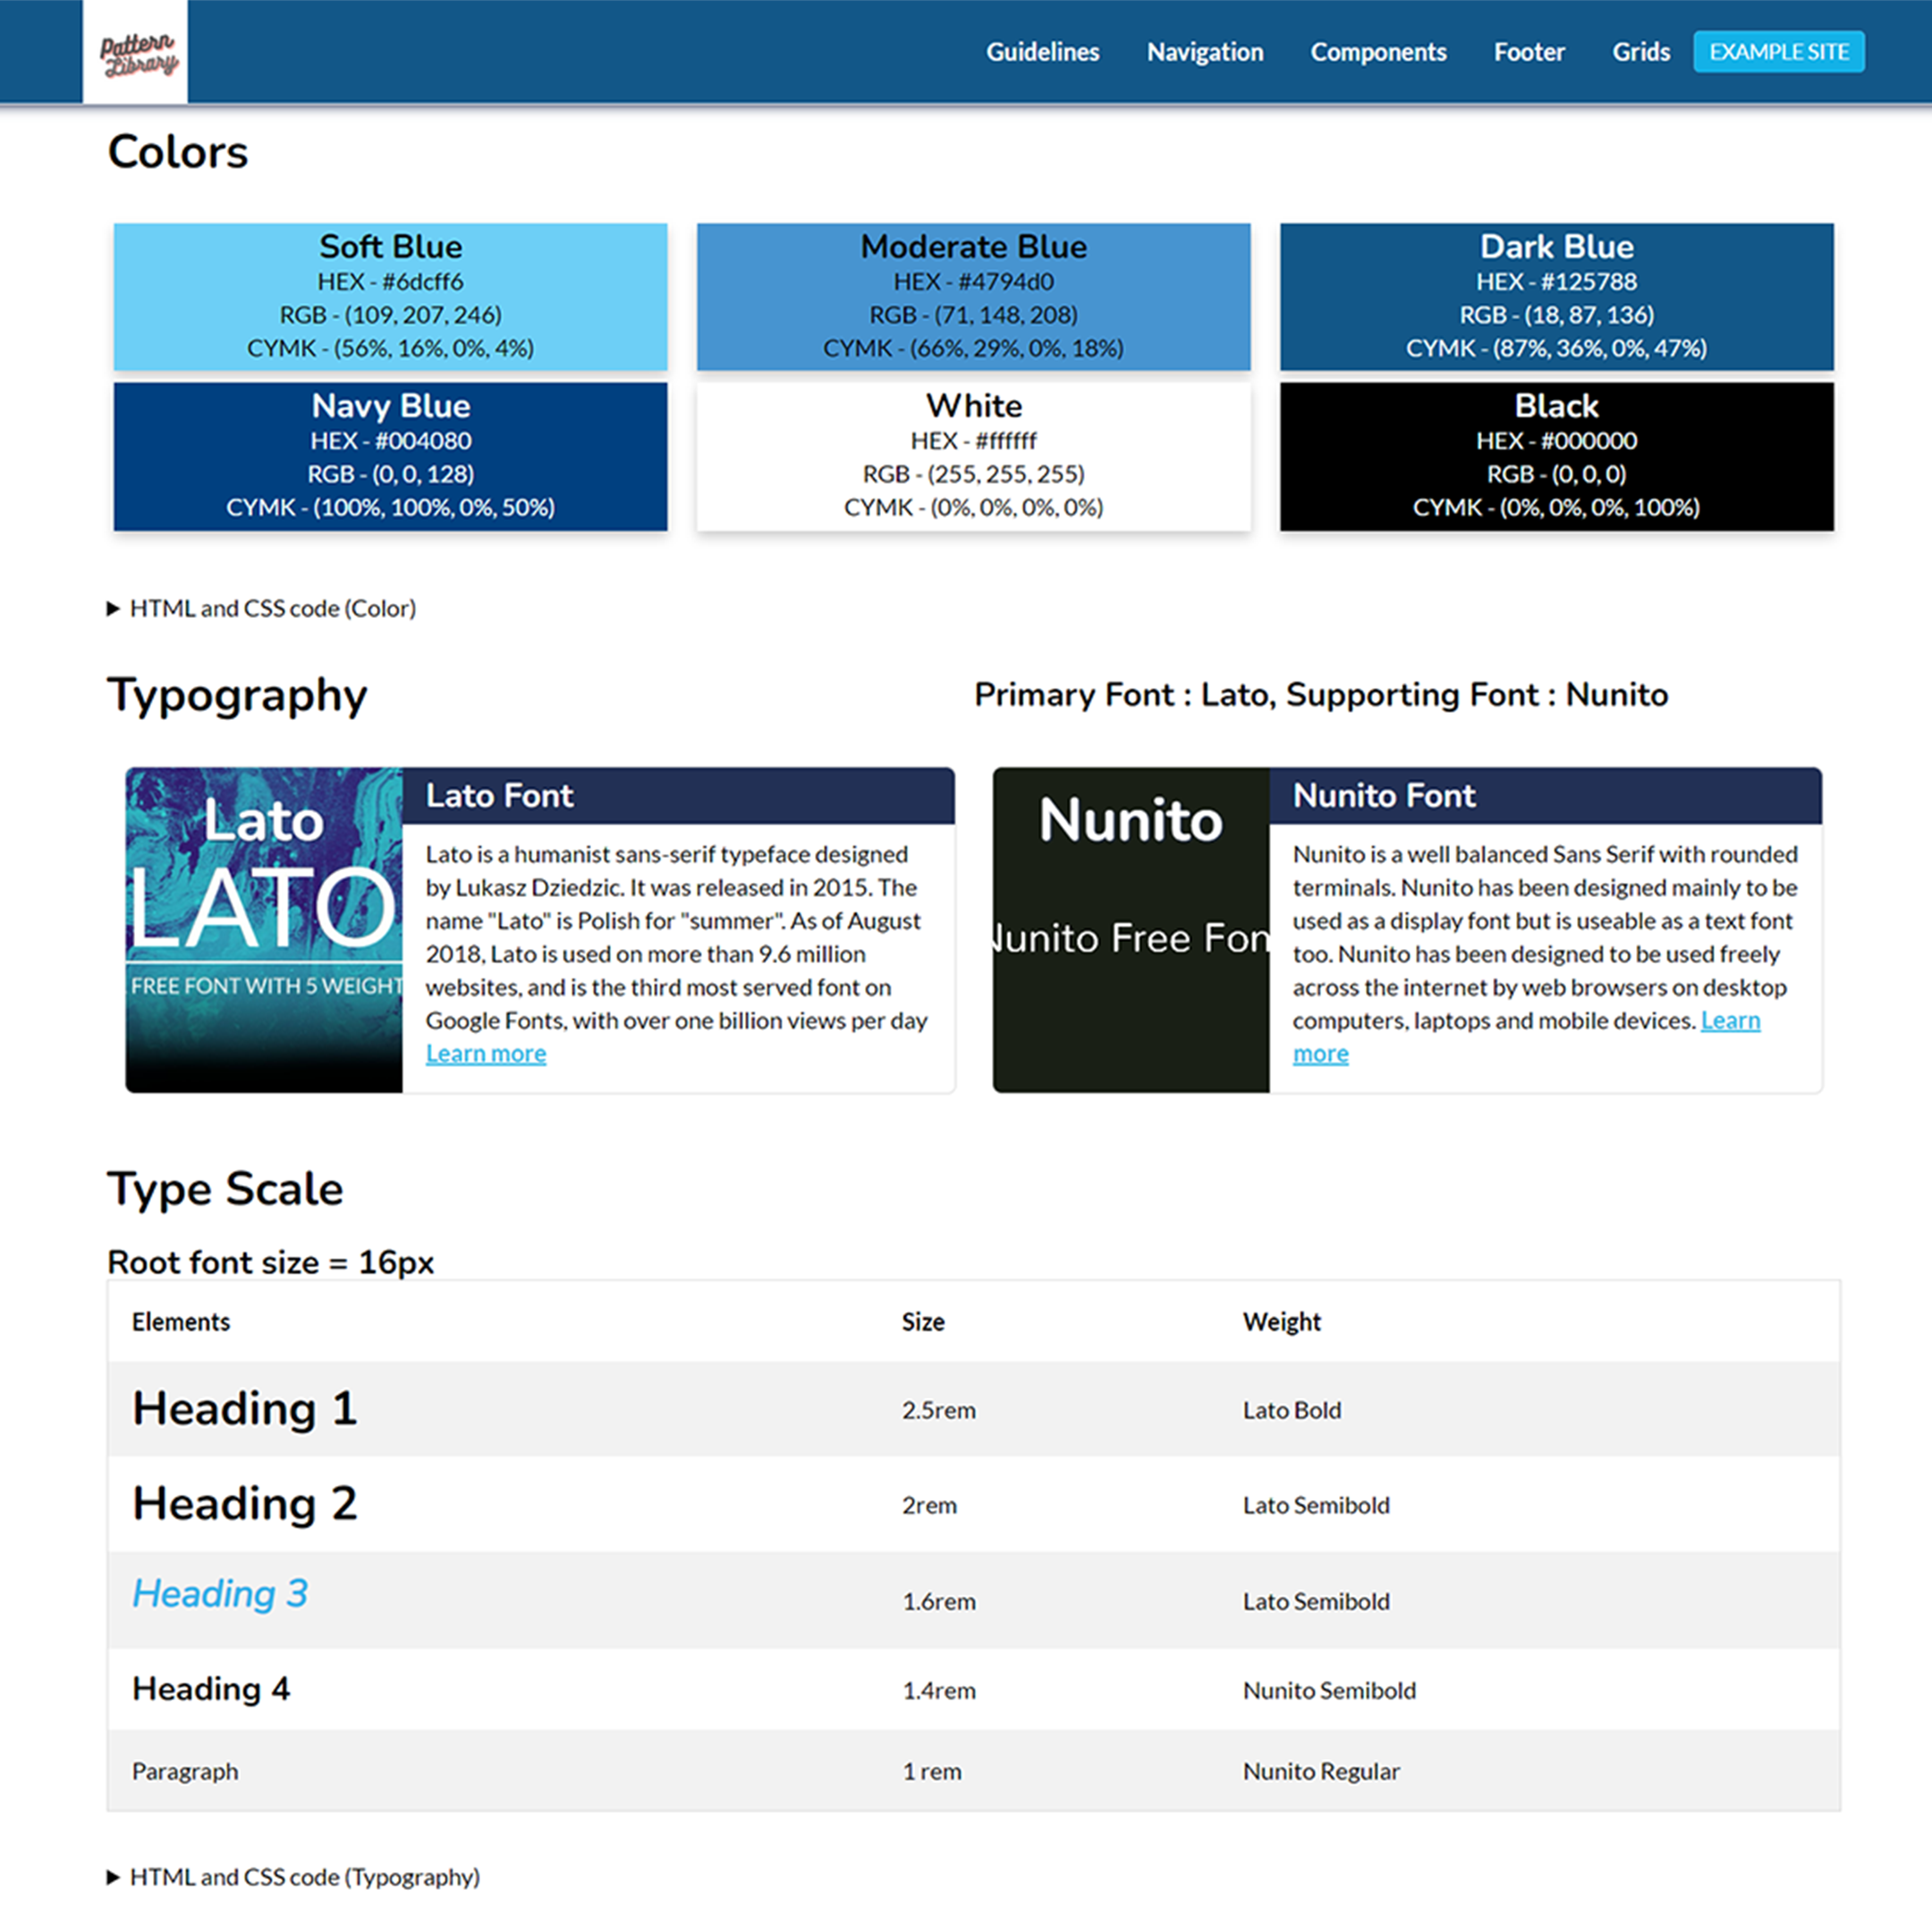 Pattern
Library
Guidelines Navigation Components Footer Grids EXAMPLE SITE
Colors
Soft Blue
HEX - #6dcff6
RGB - (109, 207, 246)
CYMK - (56%, 16%, 0%, 4%)
Moderate Blue
HEX - #4794d0
RGB - (71, 148, 208)
CYMK - (66%, 29%, 0%, 18%)
Dark Blue
HEX - #125788
RGB - (18, 87, 136)
CYMK - (87%, 36%, 0%, 47%)
Navy Blue
HEX - #004080
RGB - (0, 0, 128)
CYMK - (100%, 100%, 0%, 50%)
White
HEX - #ffffff
RGB - (255, 255, 255)
CYMK - (0%, 0%, 0%, 0%)
Black
HEX - #000000
RGB - (0, 0, 0)
CYMK - (0%, 0%, 0%, 100%)
HTML and CSS code (Color)
Typography
Primary Font : Lato, Supporting Font : Nunito
Lato
LATO
FREE FONT WITH 5 WEIGHT
Lato Font
Lato is a humanist sans-serif typeface designed
by Lukasz Dziedzic. It was released in 2015. The
name "Lato" is Polish for "summer". As of August
2018, Lato is used on more than 9.6 million
websites, and is the third most served font on
Google Fonts, with over one billion views per day
Learn more
Nunito
Nunito Free Fon
Nunito Font
Nunito is a well balanced Sans Serif with rounded
terminals. Nunito has been designed mainly to be
used as a display font but is useable as a text font
too. Nunito has been designed to be used freely
across the internet by web browsers on desktop
computers, laptops and mobile devices. Learn
more
Type Scale
Root font size = 16px
Elements Size Weight
Heading 1 2.5rem Lato Bold
Heading 2 2rem Lato Semibold
Heading 3 1.6rem Lato Semibold
Heading 4 1.4rem Nunito Semibold
Paragraph 1 rem Nunito Regular
HTML and CSS code (Typography)